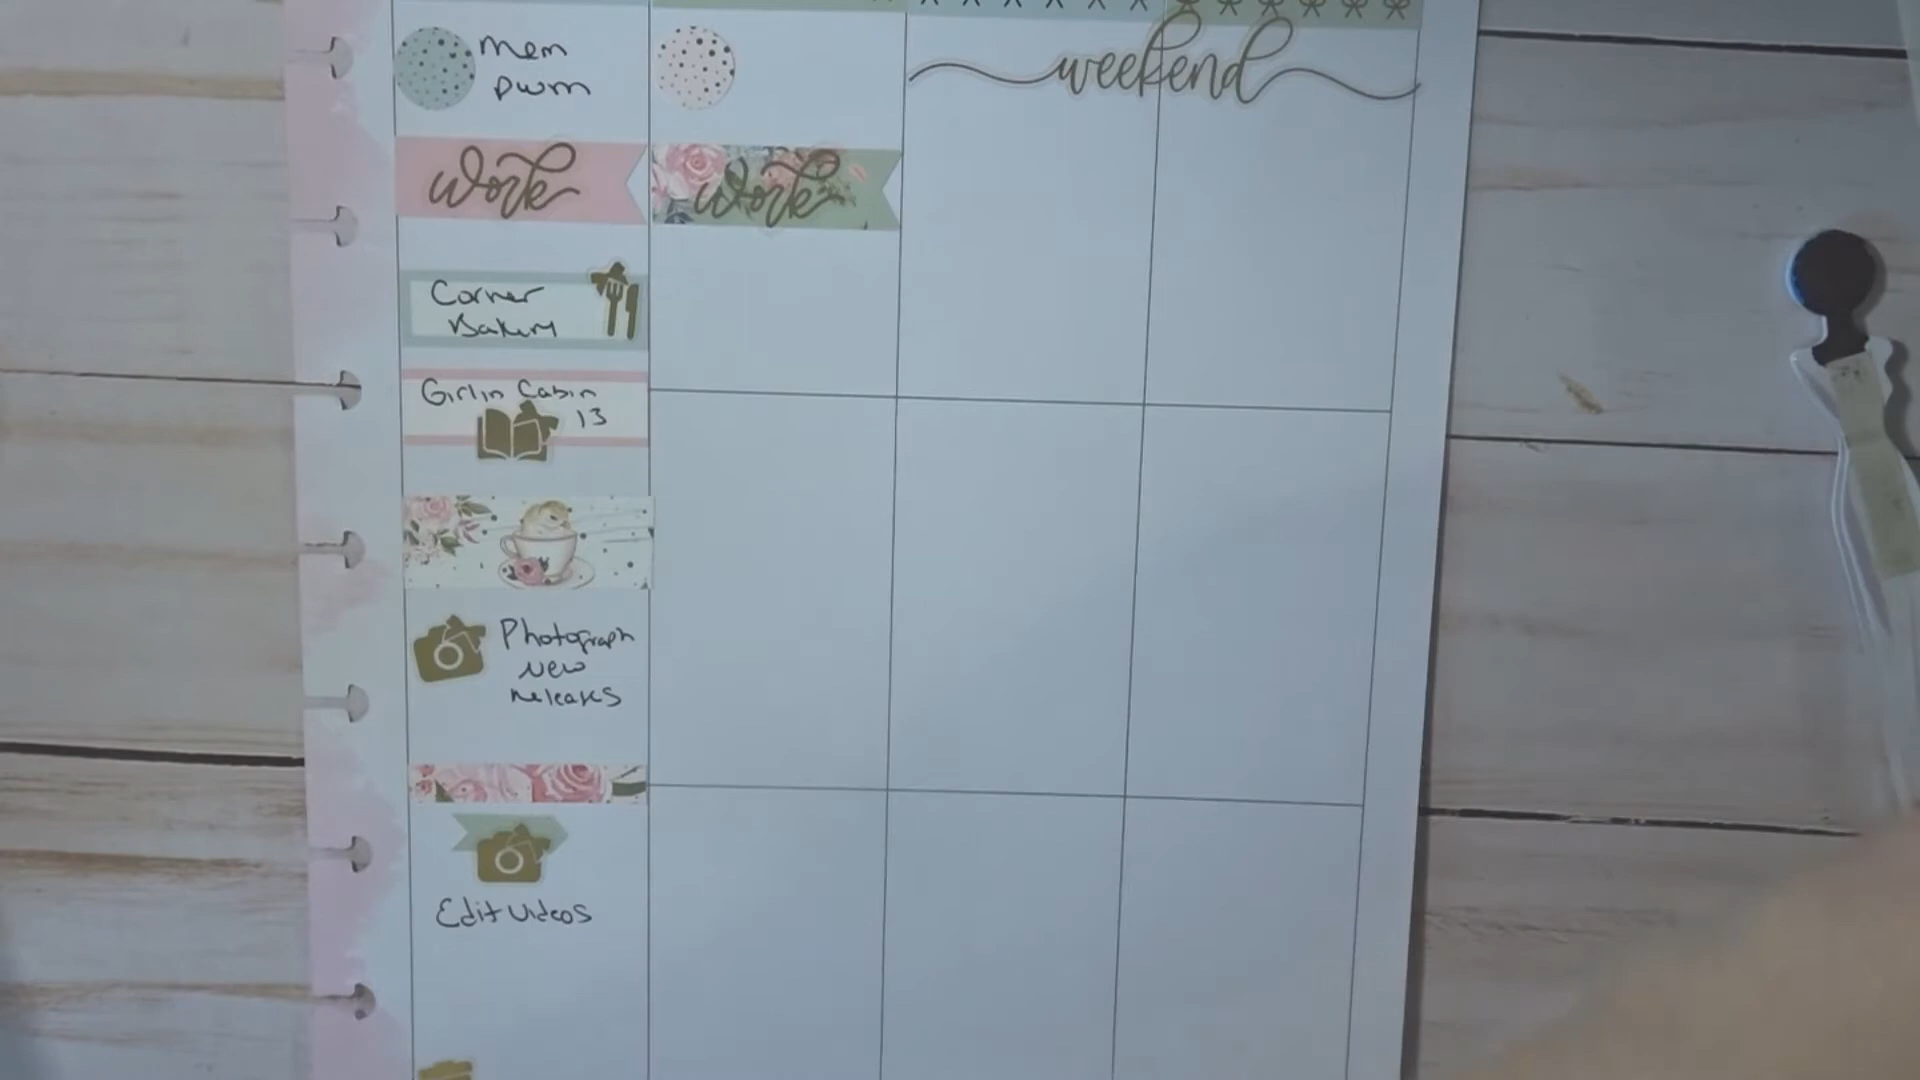 mem
pwm
weekend
work
work
Corner
Bakery
Girl in Cabin
13
Photograph
New
Releases
Edit Videos